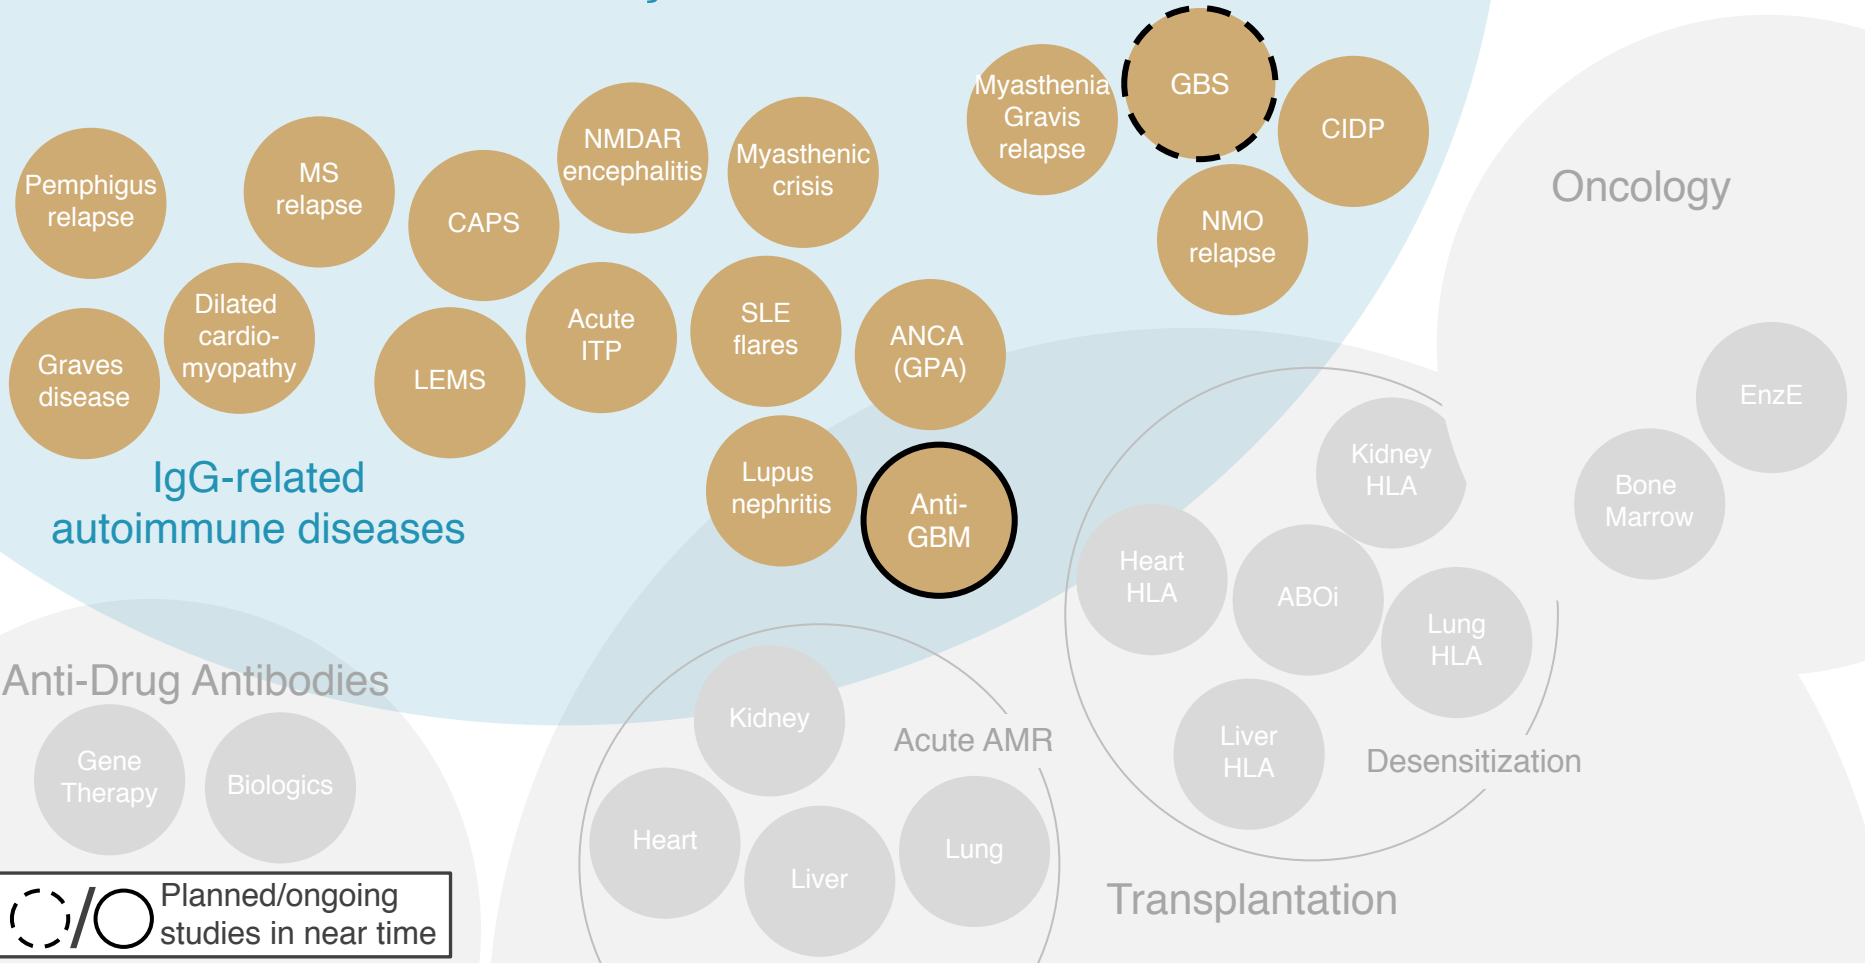 Myasthenia
Gravis
relapse
GBS
CIDP
NMO
relapse
NMDAR
encephalitis
Myasthenic
crisis
Pemphigus
relapse
MS
relapse
CAPS
Oncology
Dilated
cardio-
myopathy
Acute
ITP
SLE
flares
ANCA
(GPA)
Graves
disease
LEMS
EnzE
Kidney
HLA
Bone
Marrow
Lupus
nephritis
Anti-
GBM
IgG-related
autoimmune diseases
Heart
HLA
ABOi
Lung
HLA
Liver
HLA
Desensitization
Anti-Drug Antibodies
Gene
Therapy
Biologics
Kidney
Acute AMR
Heart
Liver
Lung
Transplantation
Planned/ongoing
studies in near time